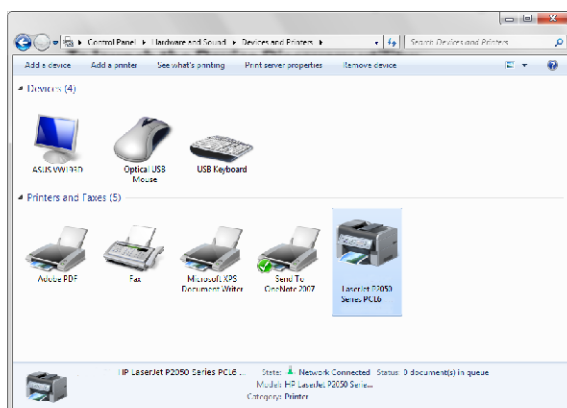 Control Panel ▸ Hardware and Sound ▸ Devices and Printers ▸
Search Devices and Printers
Add a device Add a printer See what's printing Print server properties Remove device
Devices (4)
ASUS VW193D Optical USB Mouse USB Keyboard
Printers and Faxes (5)
Adobe PDF Fax Microsoft XPS Document Writer Send To OneNote 2007 LaserJet P2050 Series PCL6
HP LaserJet P2050 Series PCL6 ... State: Network Connected Status: 0 document(s) in queue
Model: HP LaserJet P2050 Serie...
Category: Printer